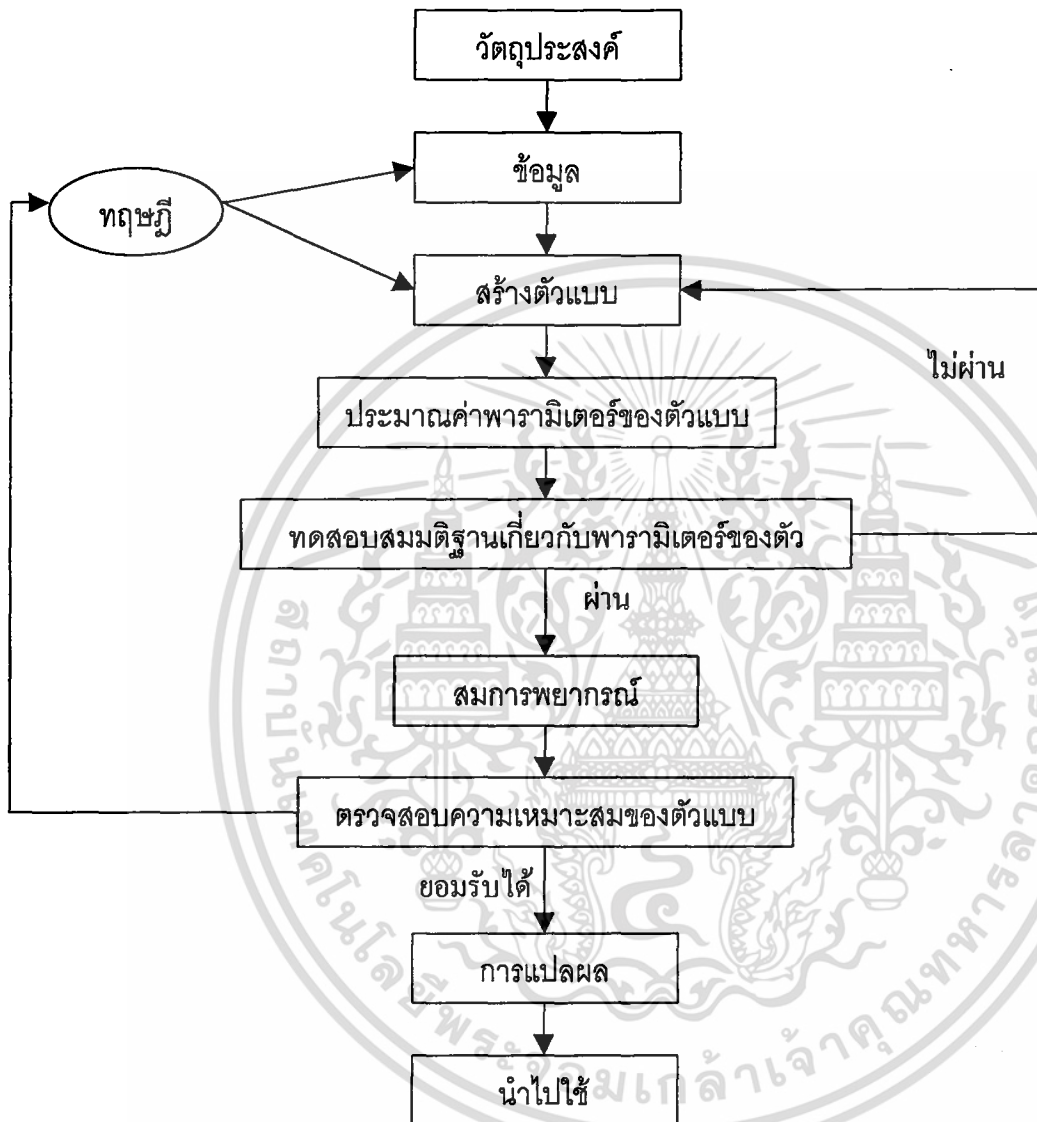 วัตถุประสงค์
ข้อมูล
ทฤษฎี
สร้างตัวแบบ
ไม่ผ่าน
ประมาณค่าพารามิเตอร์ของตัวแบบ
ทดสอบสมมติฐานเกี่ยวกับพารามิเตอร์ของตัว
ผ่าน
สมการพยากรณ์
ตรวจสอบความเหมาะสมของตัวแบบ
ยอมรับได้
การแปลผล
นำไปใช้